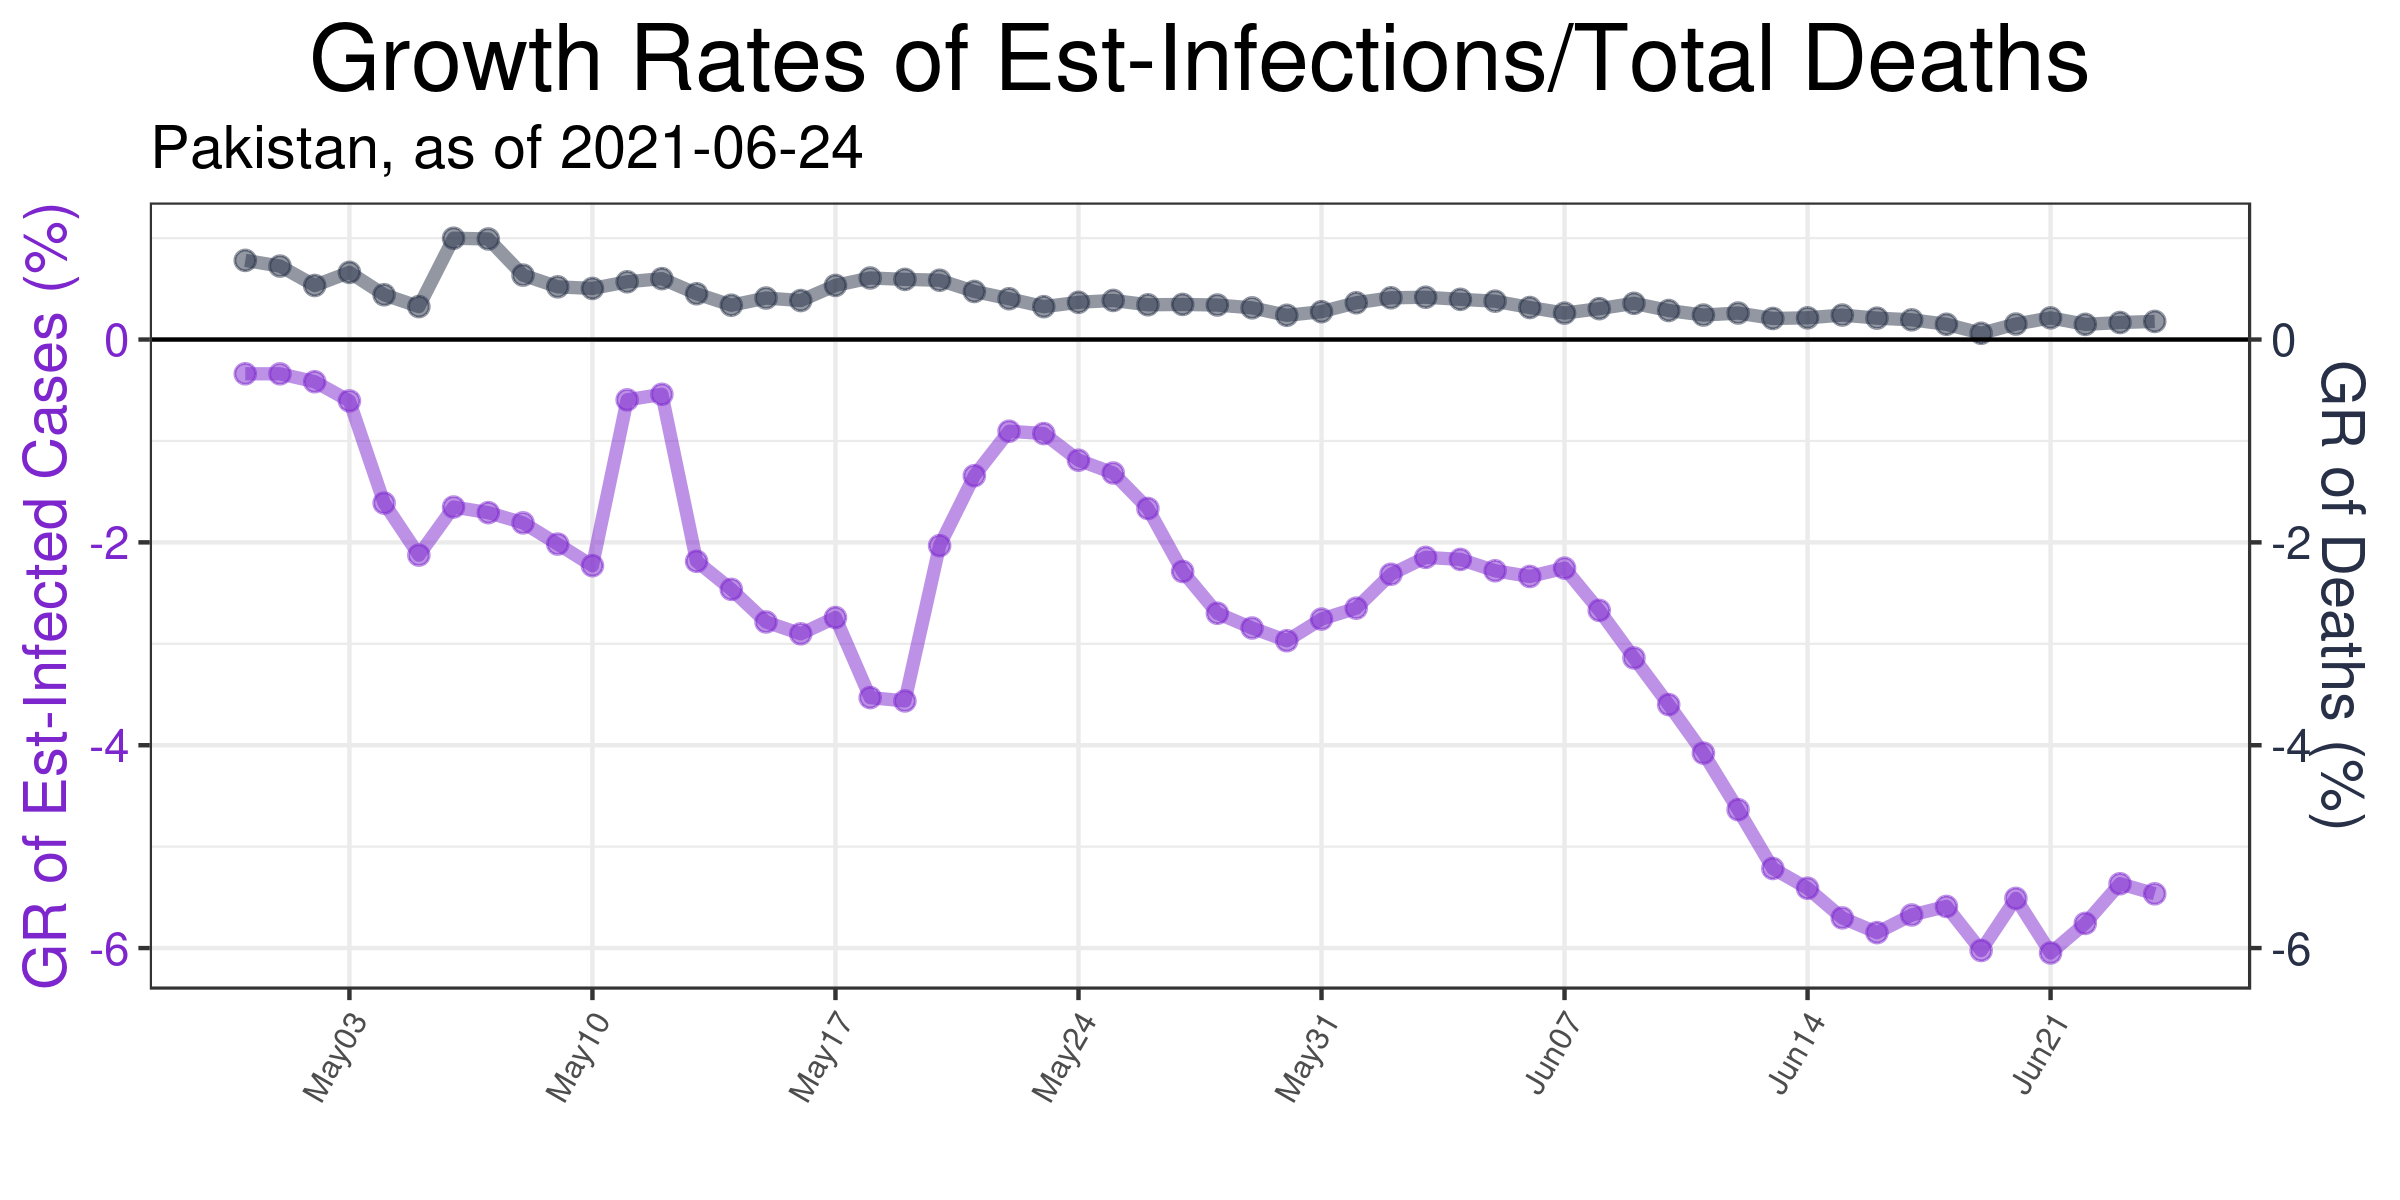 Growth Rates of Est-Infections/Total Deaths
Pakistan, as of 2021-06-24
GR of Est-Infected Cases (%)
0
-2
-4
-6
0
-2
-4
-6
GR of Deaths (%)
May03
May10
May17
May24
May31
Jun07
Jun14
Jun21